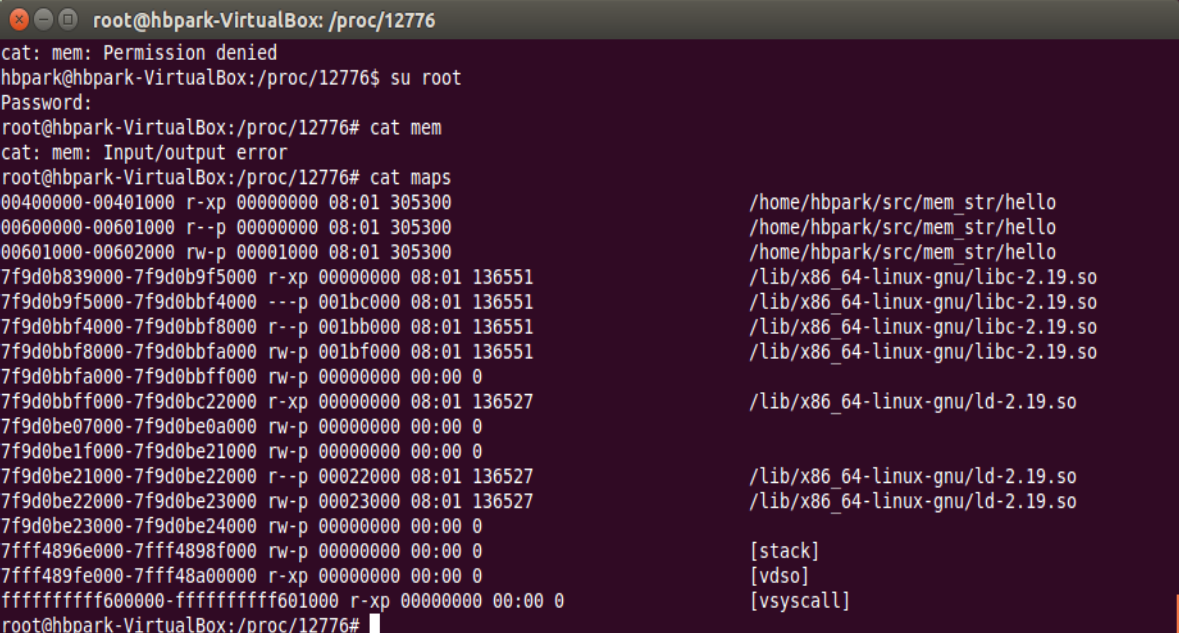 root@hbpark-VirtualBox: /proc/12776
cat: mem: Permission denied
hbpark@hbpark-VirtualBox:/proc/12776$ su root
Password:
root@hbpark-VirtualBox:/proc/12776# cat mem
cat: mem: Input/output error
root@hbpark-VirtualBox:/proc/12776# cat maps
00400000-00401000 r-xp 00000000 08:01 305300 /home/hbpark/src/mem_str/hello
00600000-00601000 r--p 00000000 08:01 305300 /home/hbpark/src/mem_str/hello
00601000-00602000 rw-p 00001000 08:01 305300 /home/hbpark/src/mem_str/hello
7f9d0b839000-7f9d0b9f5000 r-xp 00000000 08:01 136551 /lib/x86_64-linux-gnu/libc-2.19.so
7f9d0b9f5000-7f9d0bbf4000 ---p 001bc000 08:01 136551 /lib/x86_64-linux-gnu/libc-2.19.so
7f9d0bbf4000-7f9d0bbf8000 r--p 001bb000 08:01 136551 /lib/x86_64-linux-gnu/libc-2.19.so
7f9d0bbf8000-7f9d0bbfa000 rw-p 001bf000 08:01 136551 /lib/x86_64-linux-gnu/libc-2.19.so
7f9d0bbfa000-7f9d0bbff000 rw-p 00000000 00:00 0
7f9d0bbff000-7f9d0bc22000 r-xp 00000000 08:01 136527 /lib/x86_64-linux-gnu/ld-2.19.so
7f9d0be07000-7f9d0be0a000 rw-p 00000000 00:00 0
7f9d0be1f000-7f9d0be21000 rw-p 00000000 00:00 0
7f9d0be21000-7f9d0be22000 r--p 00022000 08:01 136527 /lib/x86_64-linux-gnu/ld-2.19.so
7f9d0be22000-7f9d0be23000 rw-p 00023000 08:01 136527 /lib/x86_64-linux-gnu/ld-2.19.so
7f9d0be23000-7f9d0be24000 rw-p 00000000 00:00 0
7fff4896e000-7fff4898f000 rw-p 00000000 00:00 0 [stack]
7fff489fe000-7fff48a00000 r-xp 00000000 00:00 0 [vdso]
ffffffffff600000-ffffffffff601000 r-xp 00000000 00:00 0 [vsyscall]
root@hbpark-VirtualBox:/proc/12776#